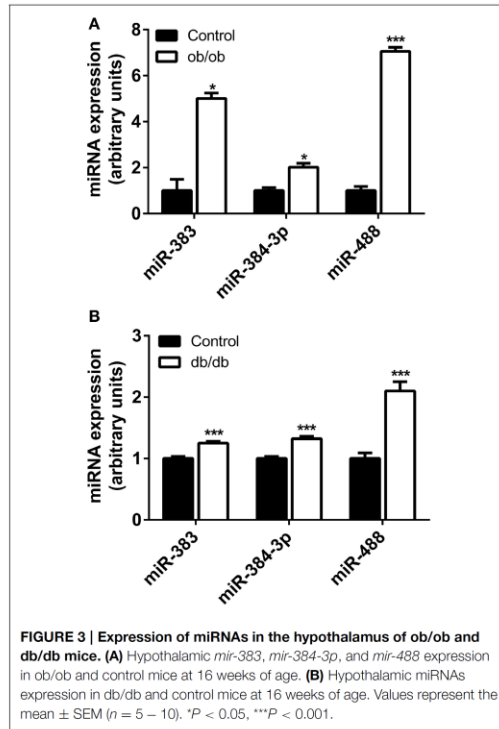 A
Control
ob/ob
miRNA expression
(arbitrary units)
8
6
4
2
0
*
*
***
miR-383
miR-384-3p
miR-488
B
Control
db/db
miRNA expression
(arbitrary units)
3
2
1
0
***
***
***
miR-383
miR-384-3p
miR-488
FIGURE 3 | Expression of miRNAs in the hypothalamus of ob/ob and
db/db mice. (A) Hypothalamic mir-383, mir-384-3p, and mir-488 expression
in ob/ob and control mice at 16 weeks of age. (B) Hypothalamic miRNAs
expression in db/db and control mice at 16 weeks of age. Values represent the
mean ± SEM (n = 5 − 10). *P < 0.05, ***P < 0.001.